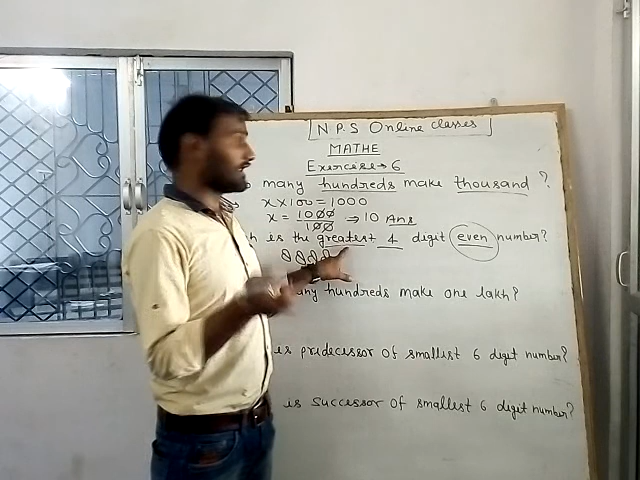 N.P.S Online classes
MATHE
Exercise → 6
many hundreds make thousand ?
x X 100 = 1000
x = 1000/100 → 10 Ans
is the greatest 4 digit even number?
hundreds make one lakh?
is predecessor of smallest 6 digit number?
is successor of smallest 6 digit number?